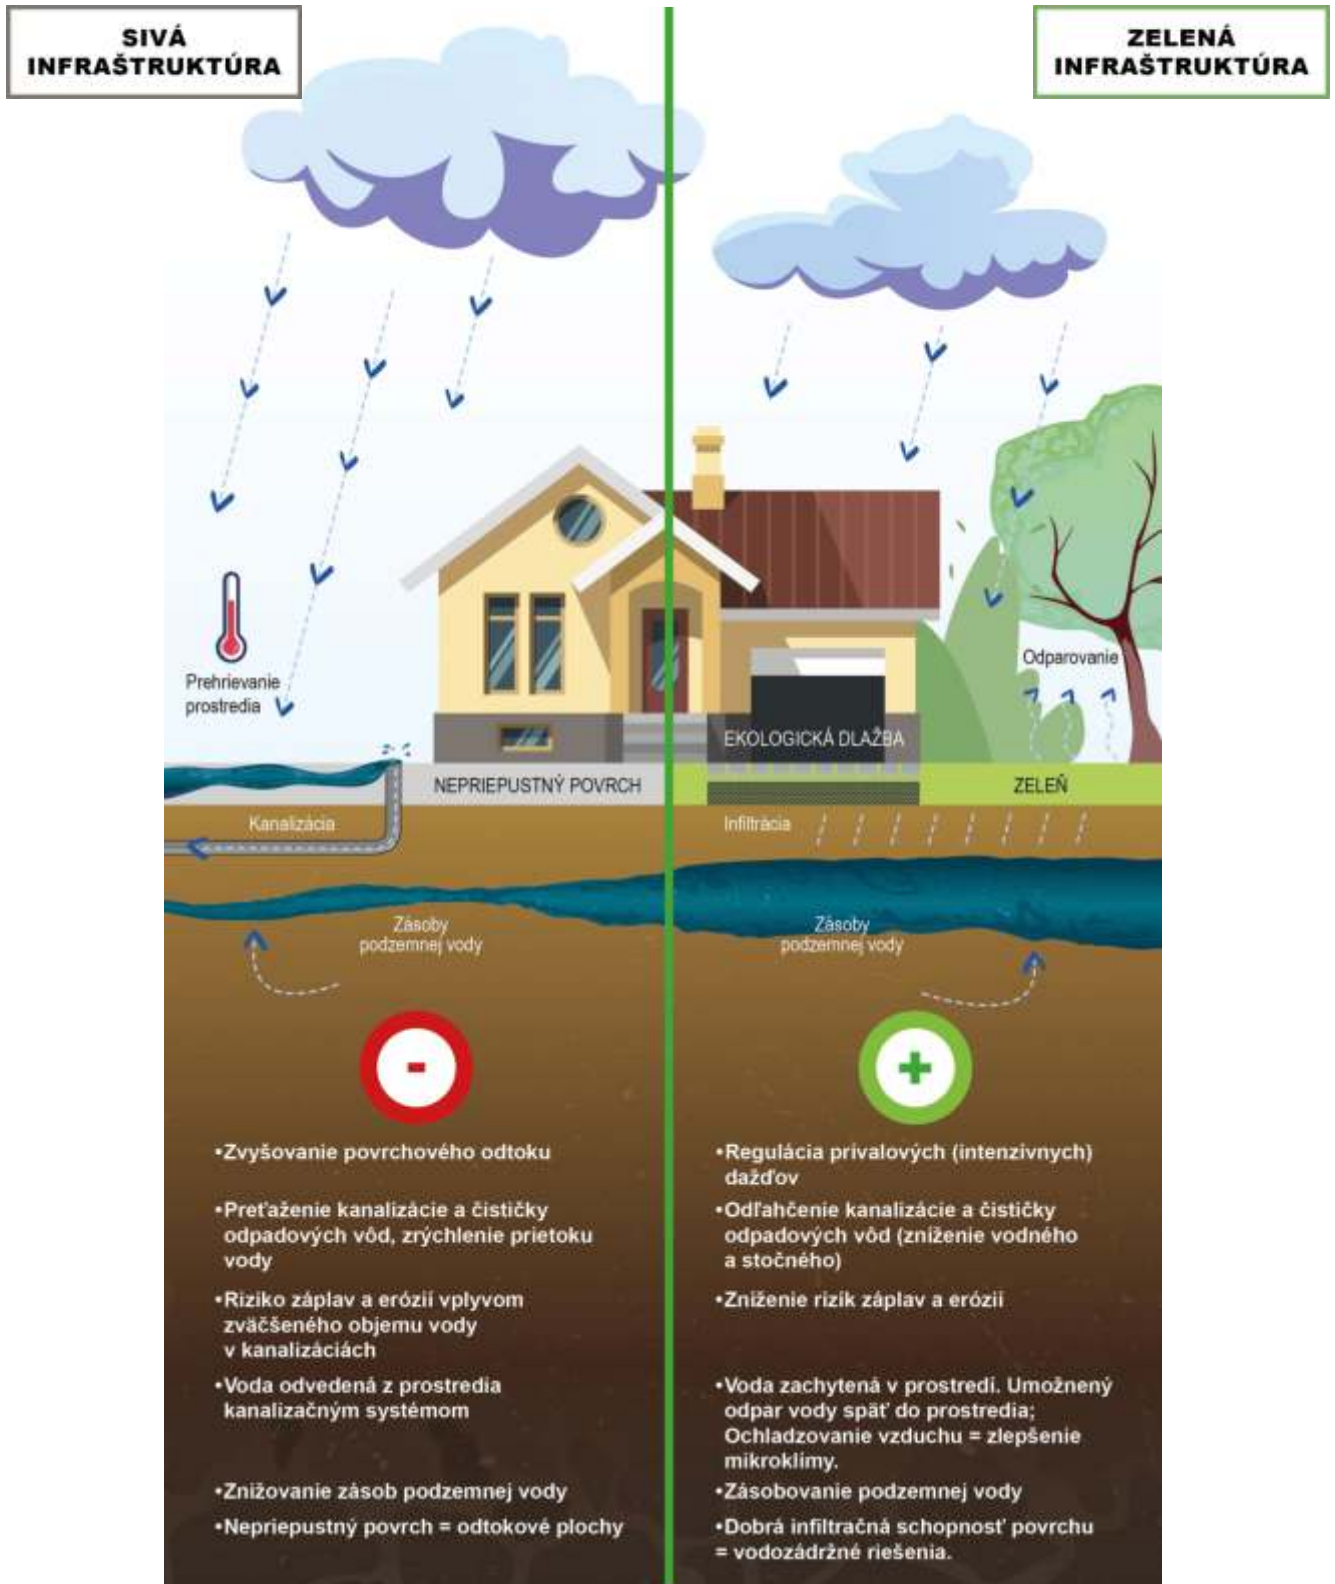 SIVÁ
INFRAŠTRUKTÚRA
ZELENÁ
INFRAŠTRUKTÚRA
Prehrievanie
prostredia
Odparovanie
EKOLOGICKÁ DLAŽBA
NEPRIEPUSTNÝ POVRCH
ZELEŇ
Kanalizácia
Infiltrácia
Zásoby
podzemnej vody
Zásoby
podzemnej vody
-
•Zvyšovanie povrchového odtoku
•Preťaženie kanalizácie a čističky
odpadových vôd, zrýchlenie prietoku
vody
•Riziko záplav a erózií vplyvom
zväčšeného objemu vody
v kanalizáciách
•Voda odvedená z prostredia
kanalizačným systémom
•Znižovanie zásob podzemnej vody
•Nepriepustný povrch = odtokové plochy
+
•Regulácia prívalových (intenzívnych)
dažďov
•Odľahčenie kanalizácie a čističky
odpadových vôd (zníženie vodného
a stočného)
•Zníženie rizík záplav a erózií
•Voda zachytená v prostredí. Umožnený
odpar vody späť do prostredia;
Ochladzovanie vzduchu = zlepšenie
mikroklímy.
•Zásobovanie podzemnej vody
•Dobrá infiltračná schopnosť povrchu
= vodozádržné riešenia.